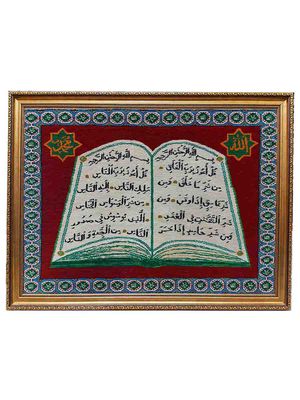 الله
محمد
بسم الله الرحمن الرحيم
قل أعوذ برب الفلق
من شر ما خلق ومن
شر غاسق إذا وقب ومن
شر النفثت في العقد
ومن شر حاسد إذا حسد
بسم الله الرحمن الرحيم
قل أعوذ برب الناس
ملك الناس إله الناس
من شر الوسواس الخناس
الذي يوسوس في صدور
الناس من الجنة والناس